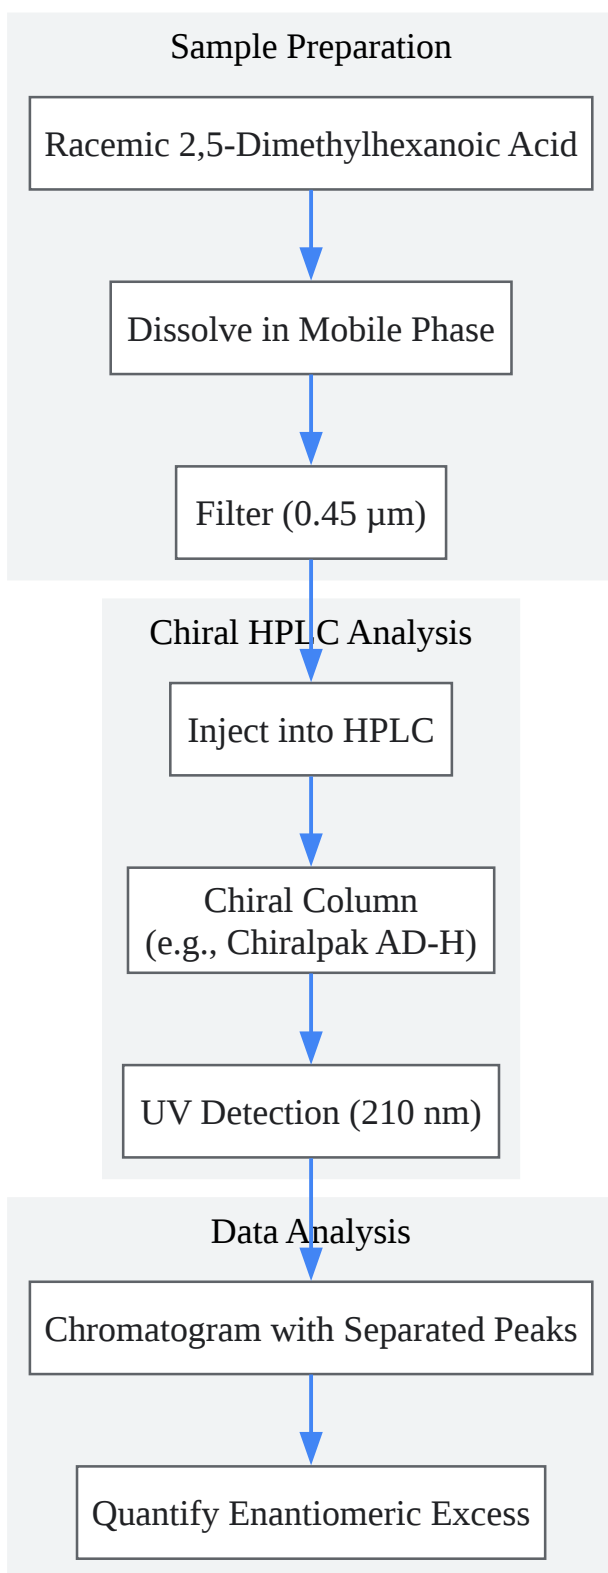 Sample Preparation
Racemic 2,5-Dimethylhexanoic Acid
Dissolve in Mobile Phase
Filter (0.45 µm)
Chiral HPLC Analysis
Inject into HPLC
Chiral Column
(e.g., Chiralpak AD-H)
UV Detection (210 nm)
Data Analysis
Chromatogram with Separated Peaks
Quantify Enantiomeric Excess